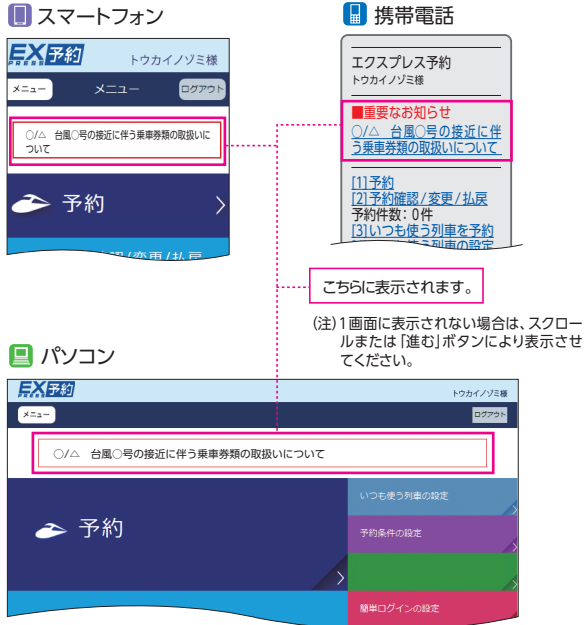 スマートフォン
EX予約
PRESS
トウカイノゾミ様
メニュー
メニュー
ログアウト
○/△ 台風○号の接近に伴う乗車券類の取扱いに
ついて
予約
携帯電話
エクスプレス予約
トウカイノゾミ様
■重要なお知らせ
○/△ 台風○号の接近に伴
う乗車券類の取扱いについて
[1]予約
[2]予約確認/変更/払戻
予約件数：0件
[3]いつも使う列車を予約
こちらに表示されます。
(注)1画面に表示されない場合は、スクロー
ルまたは「進む」ボタンにより表示させ
てください。
パソコン
EX予約
PRESS
トウカイノゾミ様
メニュー
ログアウト
○/△ 台風○号の接近に伴う乗車券類の取扱いについて
予約
いつも使う列車の設定
予約条件の設定
簡単ログインの設定